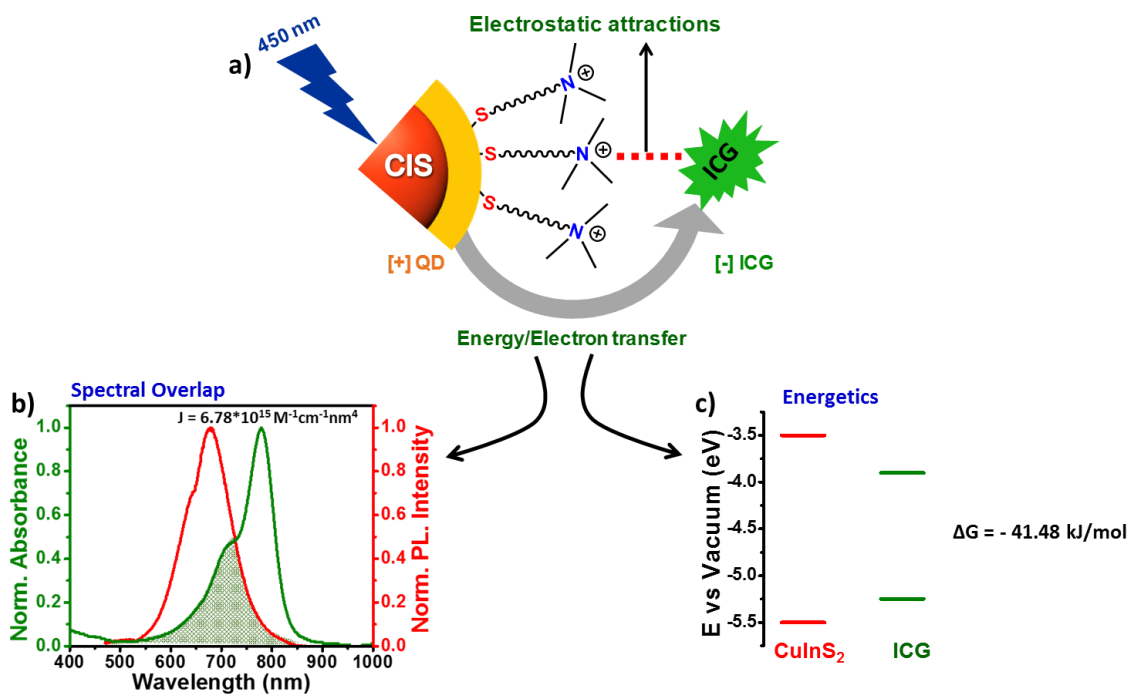 Electrostatic attractions
450 nm
a)
N ⊕
S
CIS
S
N ⊕
ICG
S
N ⊕
[+] QD
[-] ICG
Energy/Electron transfer
b)
Spectral Overlap
J = 6.78*10¹⁵ M⁻¹cm⁻¹nm⁴
Norm. Absorbance
1.0
0.8
0.6
0.4
0.2
0.0
1.0
0.8
0.6
0.4
0.2
0.0
Norm. PL. Intensity
400 500 600 700 800 900 1000
Wavelength (nm)
c)
Energetics
E vs Vacuum (eV)
-3.5
-4.0
-4.5
-5.0
-5.5
ΔG = - 41.48 kJ/mol
CuInS₂ ICG